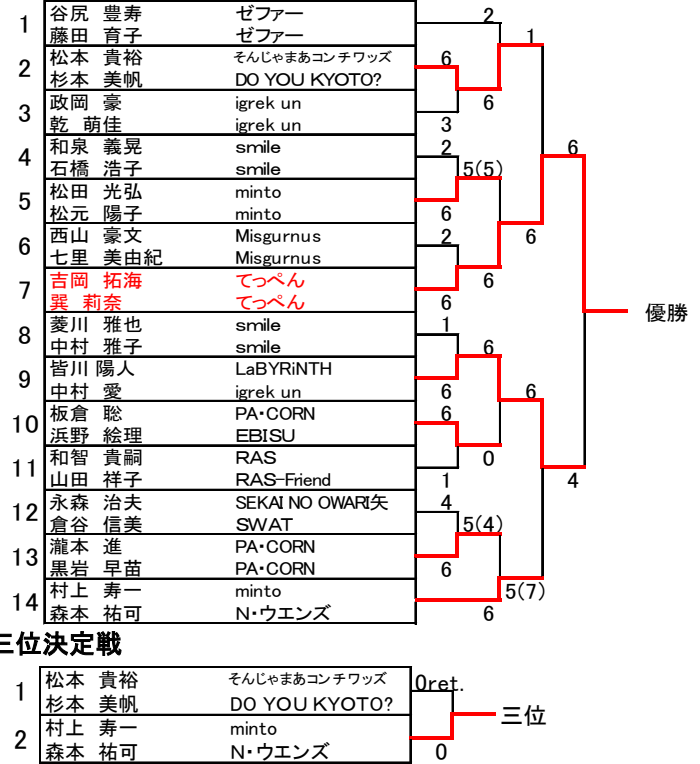 1 谷尻 豊寿 ゼファー 2
藤田 育子 ゼファー 1
2 松本 貴裕 そんじゃまあコンチワッズ 6
杉本 美帆 DO YOU KYOTO? 6
3 政岡 豪 igrek un
乾 萌佳 igrek un 3
4 和泉 義晃 smile 2 6
石橋 浩子 smile 5(5)
5 松田 光弘 minto
松元 陽子 minto 6
6 西山 豪文 Misgurnus 2 6
七里 美由紀 Misgurnus
7 吉岡 拓海 てっぺん 6
巽 莉奈 てっぺん 6
優勝
8 菱川 雅也 smile 1
中村 雅子 smile 6
9 皆川 陽人 LaBYRiNTH
中村 愛 igrek un 6 6
10 板倉 聡 PA・CORN 6
浜野 絵理 EBISU
11 和智 貴嗣 RAS 0
山田 祥子 RAS-Friend 1 4
12 永森 治夫 SEKAI NO OWARI矢 4
倉谷 信美 SWAT 5(4)
13 瀧本 進 PA・CORN
黒岩 早苗 PA・CORN 6
14 村上 寿一 minto 5(7)
森本 祐可 N・ウエンズ 6
三位決定戦
1 松本 貴裕 そんじゃまあコンチワッズ 0ret.
杉本 美帆 DO YOU KYOTO?
三位
2 村上 寿一 minto
森本 祐可 N・ウエンズ 0